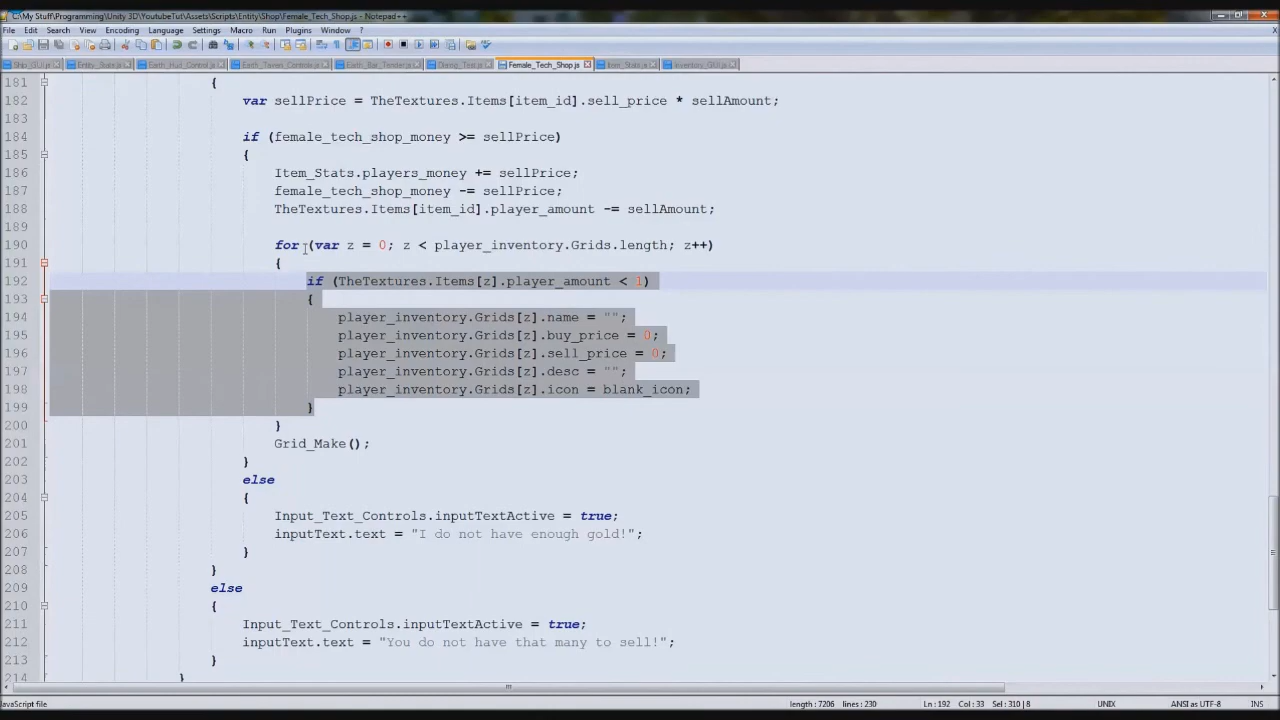 C:\My Stuff\Programming\Unity 3D\YoutubeTut\Assets\Scripts\Entity\Shop\Female_Tech_Shop.js - Notepad++
File Edit Search View Encoding Language Settings Macro Run Plugins Window ?
Ship_GUI.js Entity_Stats.js Earth_Hub_Control.js Earth_Tavern_Controls.js Earth_Bar_Tender.js Dialog_Test.js Female_Tech_Shop.js Item_Stats.js Inventory_GUI.js
181 {
182 var sellPrice = TheTextures.Items[item_id].sell_price * sellAmount;
183
184 if (female_tech_shop_money >= sellPrice)
185 {
186 Item_Stats.players_money += sellPrice;
187 female_tech_shop_money -= sellPrice;
188 TheTextures.Items[item_id].player_amount -= sellAmount;
189
190 for (var z = 0; z < player_inventory.Grids.length; z++)
191 {
192 if (TheTextures.Items[z].player_amount < 1)
193 {
194 player_inventory.Grids[z].name = "";
195 player_inventory.Grids[z].buy_price = 0;
196 player_inventory.Grids[z].sell_price = 0;
197 player_inventory.Grids[z].desc = "";
198 player_inventory.Grids[z].icon = blank_icon;
199 }
200 }
201 Grid_Make();
202 }
203 else
204 {
205 Input_Text_Controls.inputTextActive = true;
206 inputText.text = "I do not have enough gold!";
207 }
208 }
209 else
210 {
211 Input_Text_Controls.inputTextActive = true;
212 inputText.text = "You do not have that many to sell!";
213 }
214 }
JavaScript file length : 7206 lines : 230 Ln : 192 Col : 33 Sel : 310 | 8 UNIX ANSI as UTF-8 INS